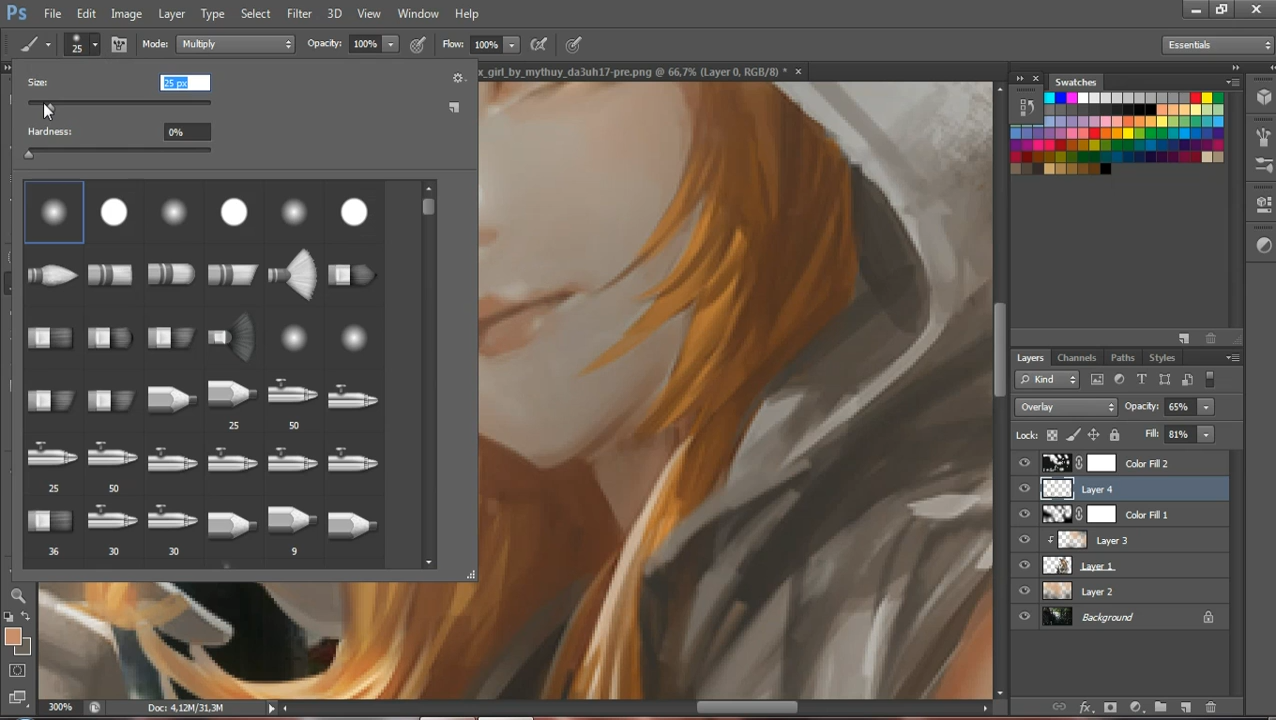 Ps File Edit Image Layer Type Select Filter 3D View Window Help
25 Mode: Multiply Opacity: 100% Flow: 100% Essentials
x_girl_by_mythuy_da3uh17-pre.png @ 66,7% (Layer 0, RGB/8) * ×
Size: 25 px
Hardness: 0%
25 50
25 50
36 30 30 9
Swatches
Layers Channels Paths Styles
Kind
Overlay Opacity: 65%
Lock: Fill: 81%
Color Fill 2
Layer 4
Color Fill 1
Layer 3
Layer 1
Layer 2
Background
300% Doc: 4,12M/31,3M
fx